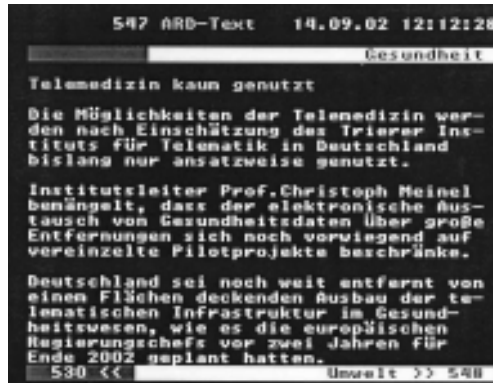 547 ARD-Text 14.09.02 12:12:28
Gesundheit
Telemedizin kaum genutzt
Die Möglichkeiten der Telemedizin wer-
den nach Einschätzung des Trierer Ins-
tituts für Telematik in Deutschland
bislang nur ansatzweise genutzt.
Institutsleiter Prof.Christoph Meinel
bemängelt, dass der elektronische Aus-
tausch von Gesundheitsdaten über große
Entfernungen sich noch vorwiegend auf
vereinzelte Pilotprojekte beschränke.
Deutschland sei noch weit entfernt von
einem Flächen deckenden Ausbau der te-
lematischen Infrastruktur im Gesund-
heitswesen, wie es die europäischen
Regierungschefs vor zwei Jahren für
Ende 2002 geplant hatten.
530 << Umwelt >> 548